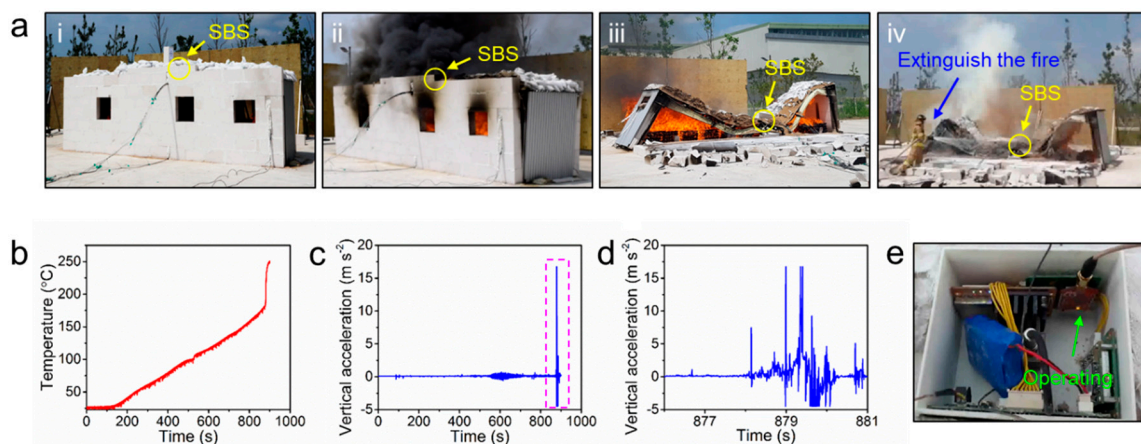 a
i
SBS
ii
SBS
iii
SBS
iv
Extinguish the fire
SBS
b
Temperature (°C)
250
200
150
100
50
0 200 400 600 800 1000
Time (s)
c
Vertical acceleration (m s⁻²)
20
15
10
5
0
-5
0 200 400 600 800 1000
Time (s)
d
Vertical acceleration (m s⁻²)
20
15
10
5
0
-5
877 879 881
Time (s)
e
Operating